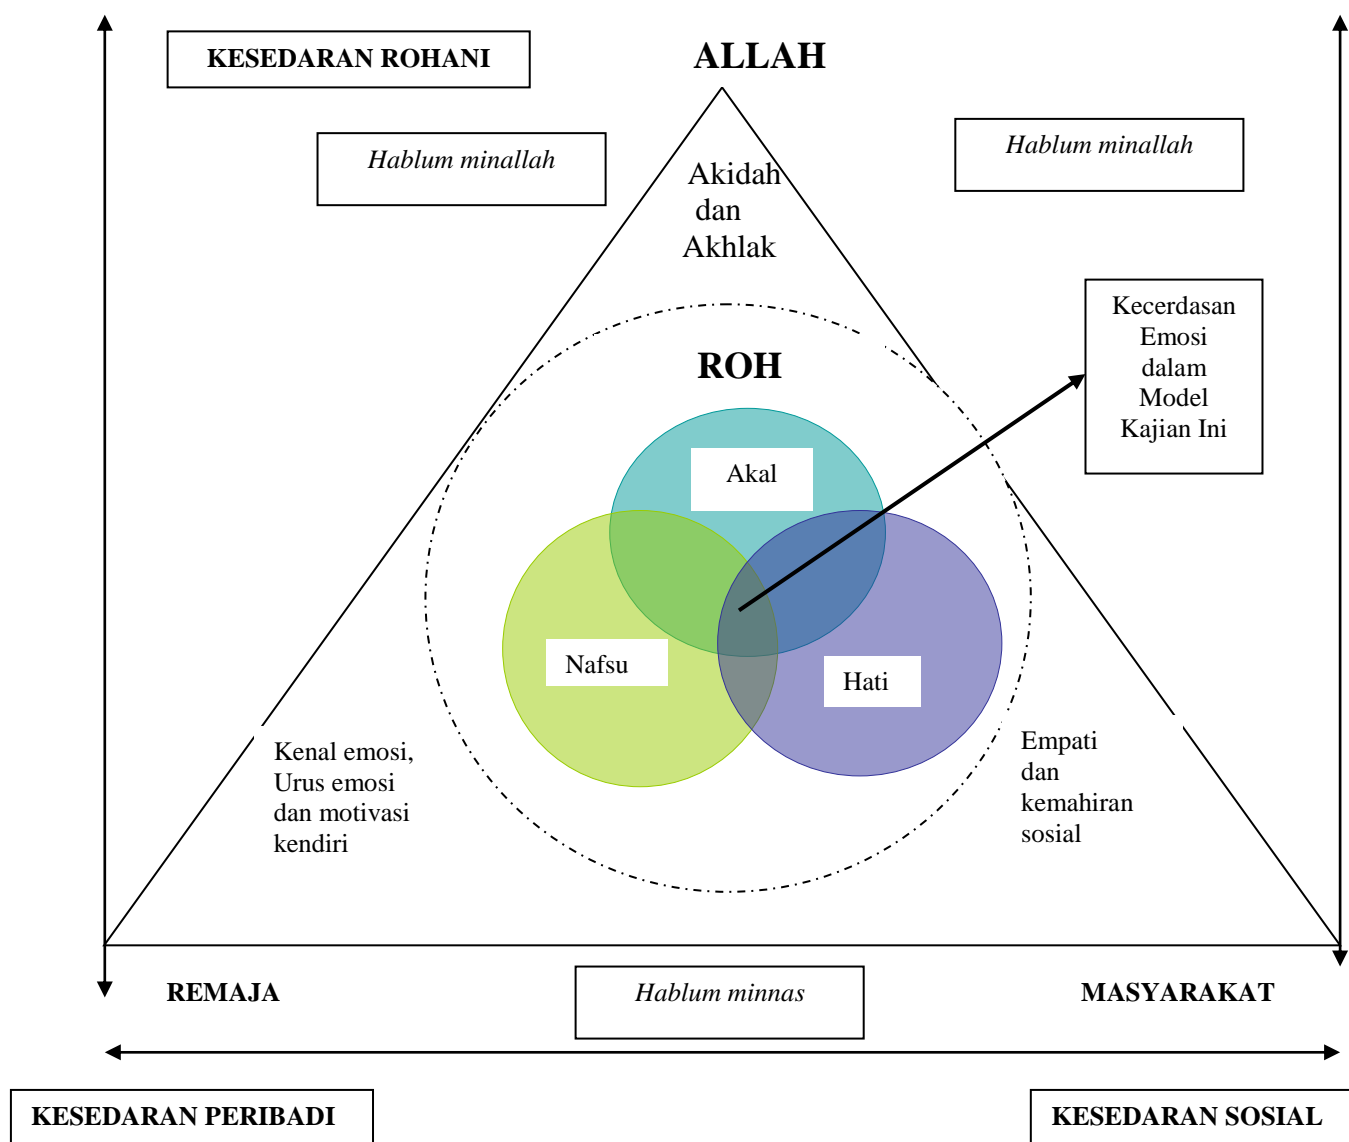 KESEDARAN ROHANI
ALLAH
Hablum minallah
Hablum minallah
Akidah
dan
Akhlak
Kecerdasan
Emosi
dalam
Model
Kajian Ini
ROH
Akal
Nafsu
Hati
Kenal emosi,
Urus emosi
dan motivasi
kendiri
Empati
dan
kemahiran
sosial
REMAJA
Hablum minnas
MASYARAKAT
KESEDARAN PERIBADI
KESEDARAN SOSIAL